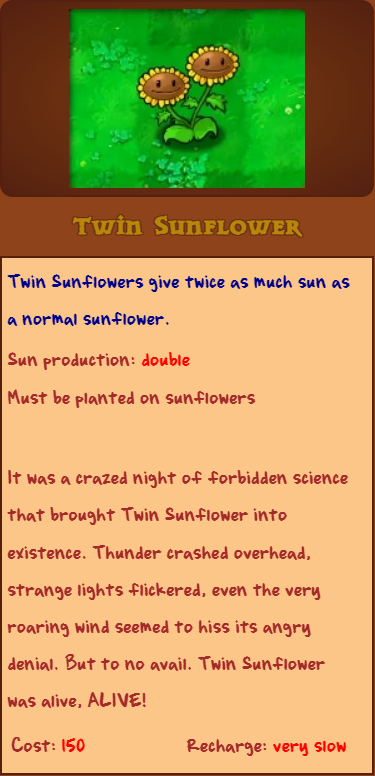 Twin Sunflower
Twin Sunflowers give twice as much sun as
a normal sunflower.
Sun production: double
Must be planted on sunflowers
It was a crazed night of forbidden science
that brought Twin Sunflower into
existence. Thunder crashed overhead,
strange lights flickered, even the very
roaring wind seemed to hiss its angry
denial. But to no avail. Twin Sunflower
was alive, ALIVE!
Cost: 150 Recharge: very slow